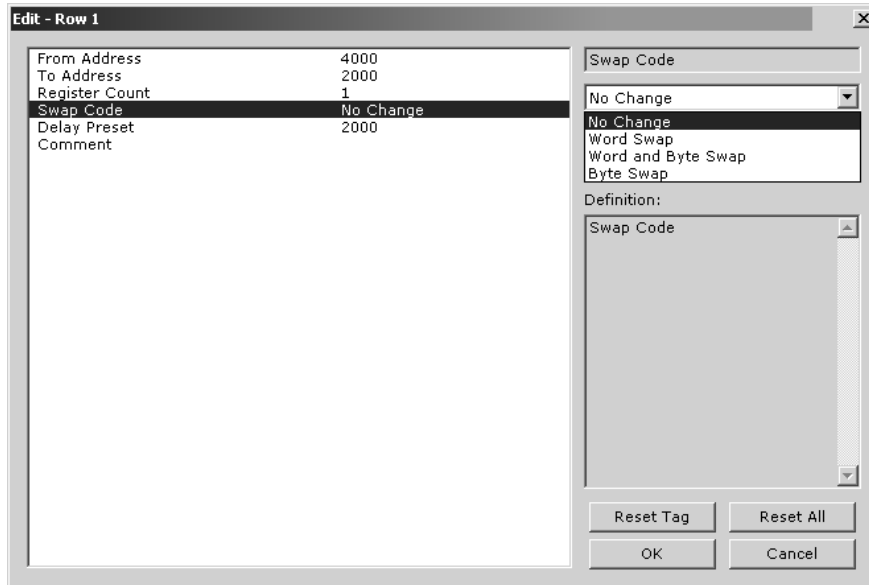 Edit - Row 1
From Address 4000
To Address 2000
Register Count 1
Swap Code No Change
Delay Preset 2000
Comment
Swap Code
No Change
No Change
Word Swap
Word and Byte Swap
Byte Swap
Definition:
Swap Code
Reset Tag Reset All
OK Cancel